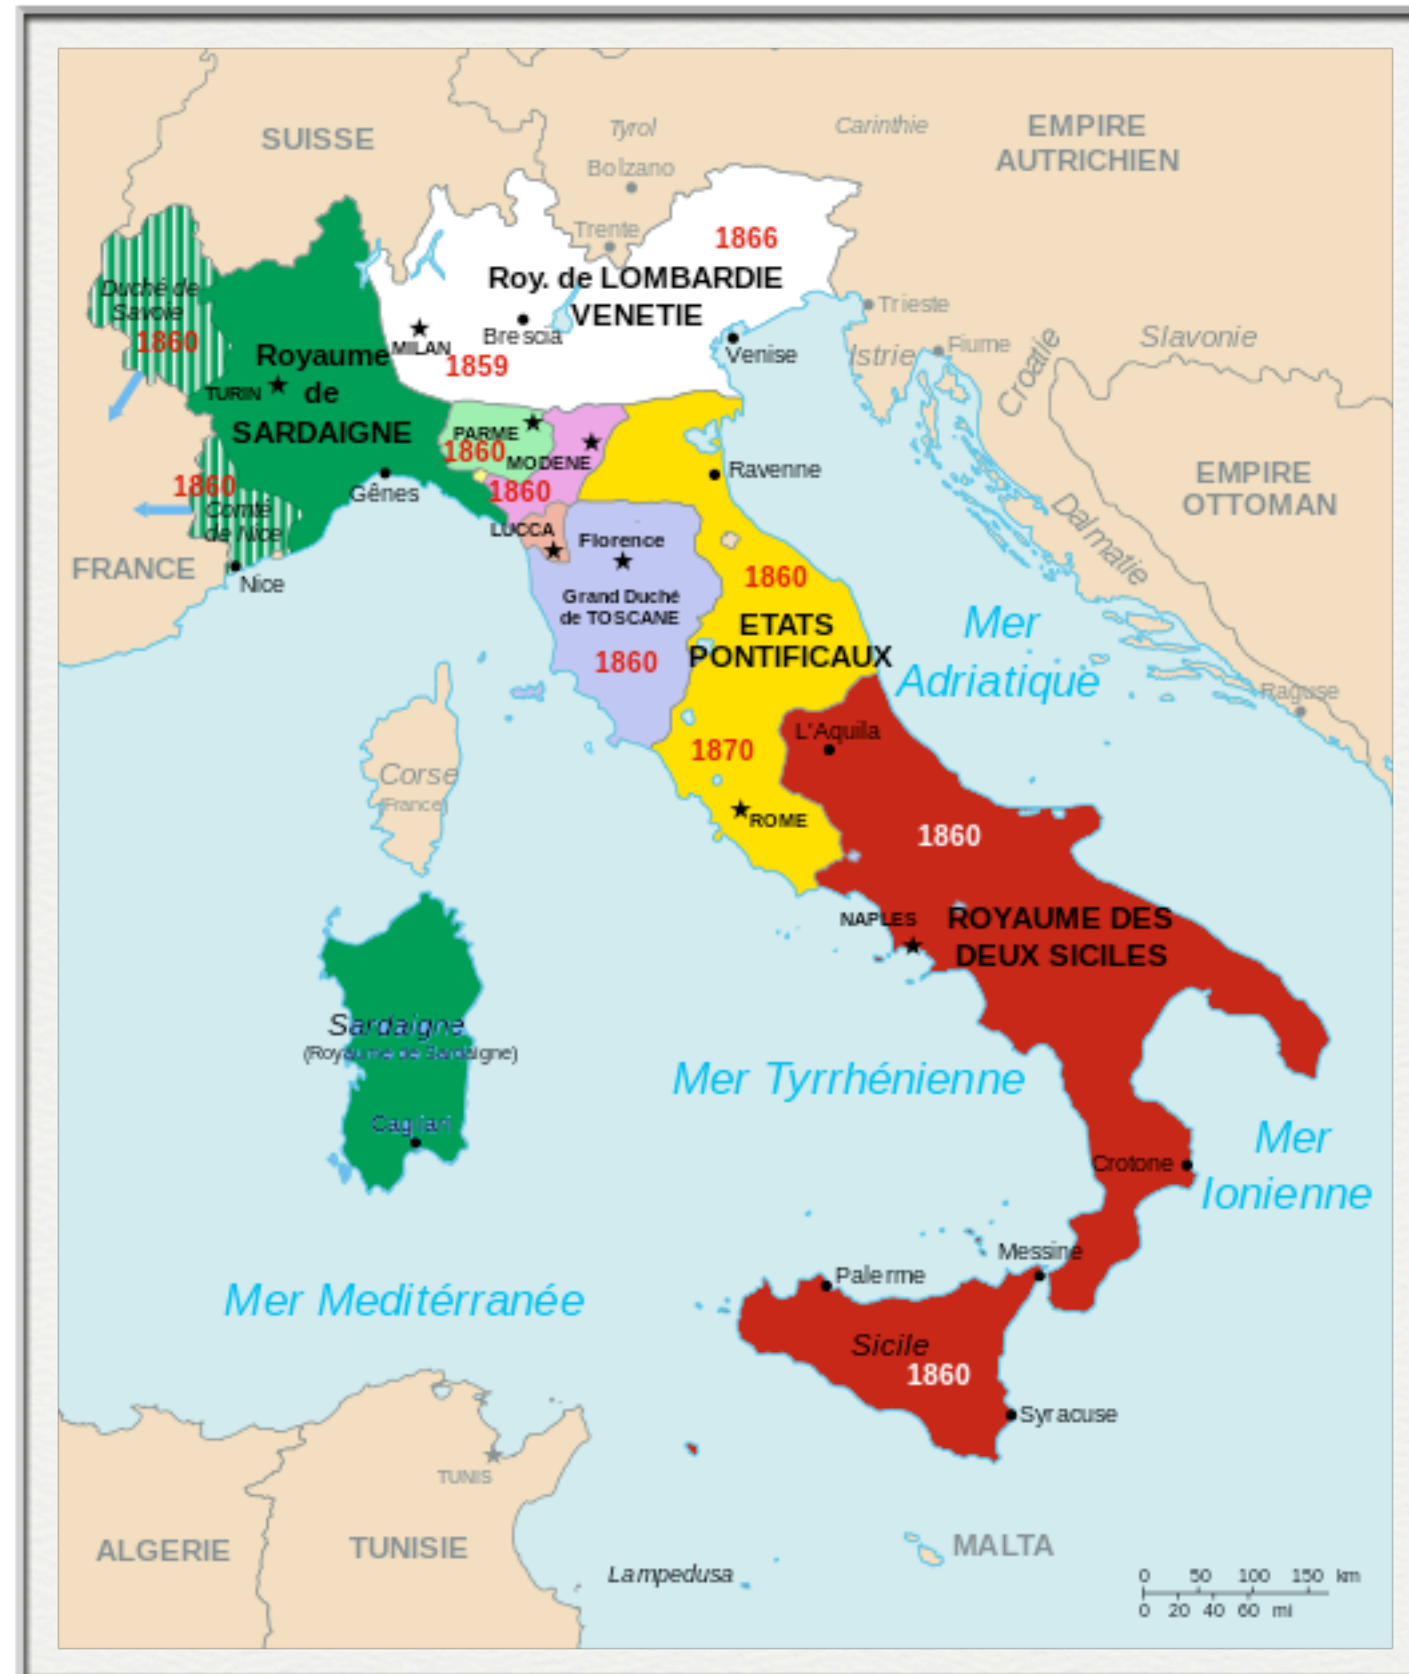 SUISSE
Tyrol
Carinthie
EMPIRE
AUTRICHIEN
Bolzano
Trente
1866
Roy. de LOMBARDIE
VENETIE
Duché de
Savoie
1860
Trieste
Fiume
Istrie
Croatie
Slavonie
Brescia
MILAN
1859
Venise
Royaume
de
SARDAIGNE
TURIN
PARME
1860
MODENE
1860
Ravenne
EMPIRE
OTTOMAN
1860
Comté
de Nice
Gênes
LUCCA
Florence
Dalmatie
FRANCE
Nice
1860
Grand Duché
de TOSCANE
1860
ETATS
PONTIFICAUX
Mer
Adriatique
Raguse
1870
L'Aquila
Corse
(France)
ROME
1860
NAPLES
ROYAUME DES
DEUX SICILES
Sardaigne
(Royaume de Sardaigne)
Cagliari
Mer Tyrrhénienne
Mer
Ionienne
Crotone
Messine
Palerme
Mer Meditérranée
Sicile
1860
Syracuse
TUNIS
ALGERIE
TUNISIE
MALTA
Lampedusa
0 50 100 150 km
0 20 40 60 mi